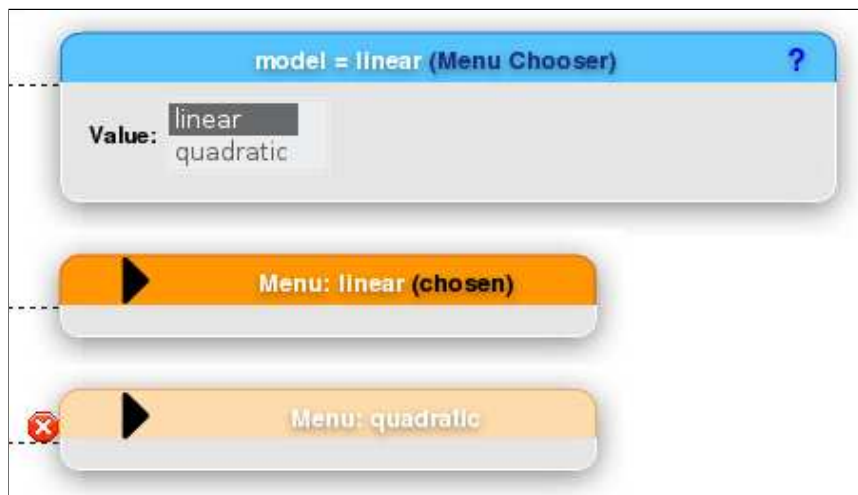 model = linear (Menu Chooser) ?
Value: linear
quadratic
Menu: linear (chosen)
Menu: quadratic